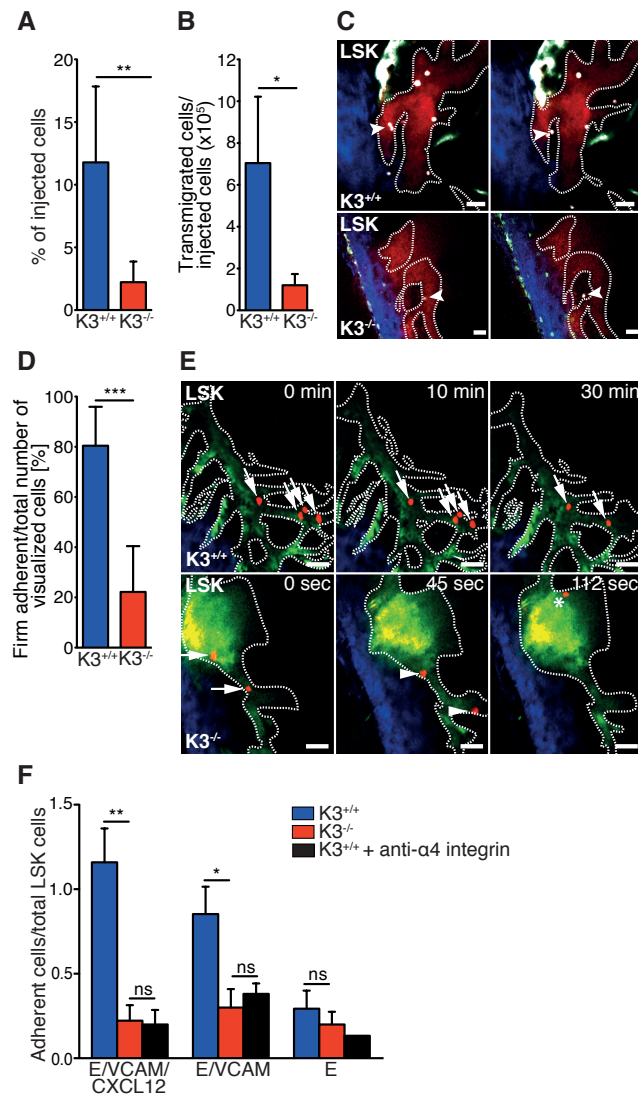 A
% of injected cells
20
15
10
5
0
**
K3+/+ K3-/-
B
Transmigrated cells/
injected cells (x10⁵)
12
10
8
6
4
2
0
*
K3+/+ K3-/-
C
LSK
K3+/+
LSK
K3-/-
D
Firm adherent/total number of
visualized cells [%]
100
80
60
40
20
0
***
K3+/+ K3-/-
E
LSK 0 min 10 min 30 min
K3+/+
LSK 0 sec 45 sec 112 sec
*
K3-/-
F
Adherent cells/total LSK cells
1.5
1.0
0.5
0.0
K3+/+
K3-/-
K3+/+ + anti-α4 integrin
**
ns
*
ns
ns
E/VCAM/
CXCL12
E/VCAM
E